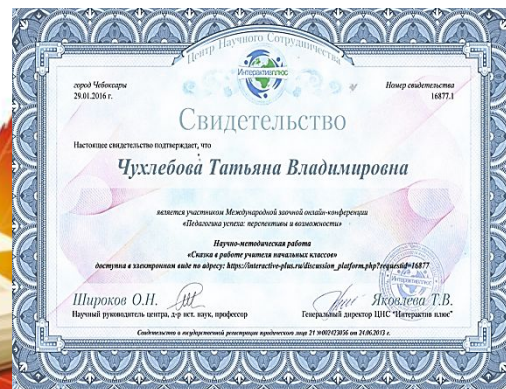 Центр Научного Сотрудничества
Интерактивплюс
город Чебоксары
29.01.2016 г.
Номер свидетельства
16877.1
Свидетельство
Настоящее свидетельство подтверждает, что
Чухлебова Татьяна Владимировна
является участником Международной заочной онлайн-конференции
«Педагогика успеха: перспективы и возможности»
Научно-методическая работа
«Сказка в работе учителя начальных классов»
доступна в электронном виде по адресу: https://interactive-plus.ru/discussion_platform.php?requestid=16877
Широков О.Н.
Научный руководитель центра, д-р ист. наук, профессор
Яковлева Т.В.
Генеральный директор ЦНС "Интерактив плюс"
Свидетельство о государственной регистрации юридического лица 21 №002423056 от 24.06.2013 г.